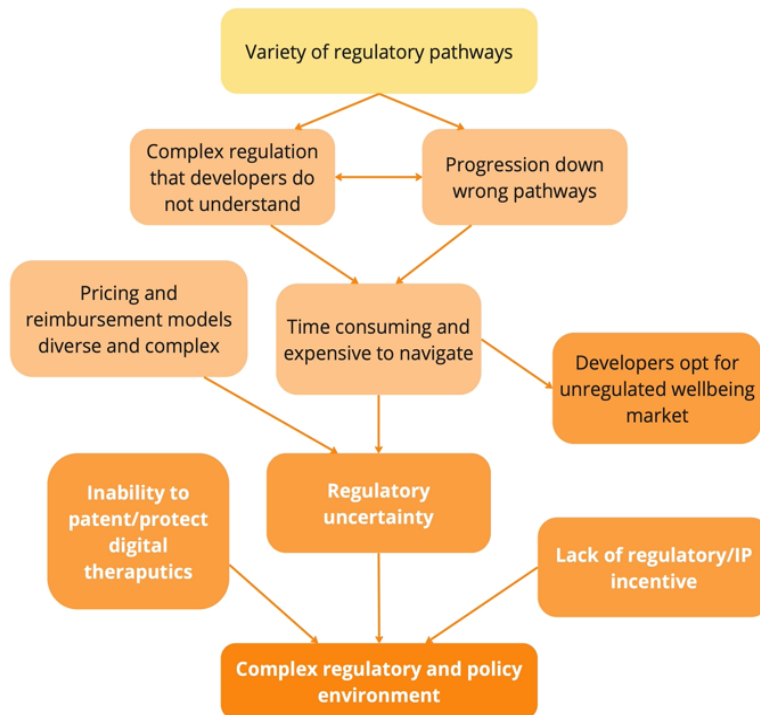 Variety of regulatory pathways
Complex regulation
that developers do
not understand
Progression down
wrong pathways
Pricing and
reimbursement models
diverse and complex
Time consuming and
expensive to navigate
Developers opt for
unregulated wellbeing
market
Inability to
patent/protect
digital
theraputics
Regulatory
uncertainty
Lack of regulatory/IP
incentive
Complex regulatory and policy
environment